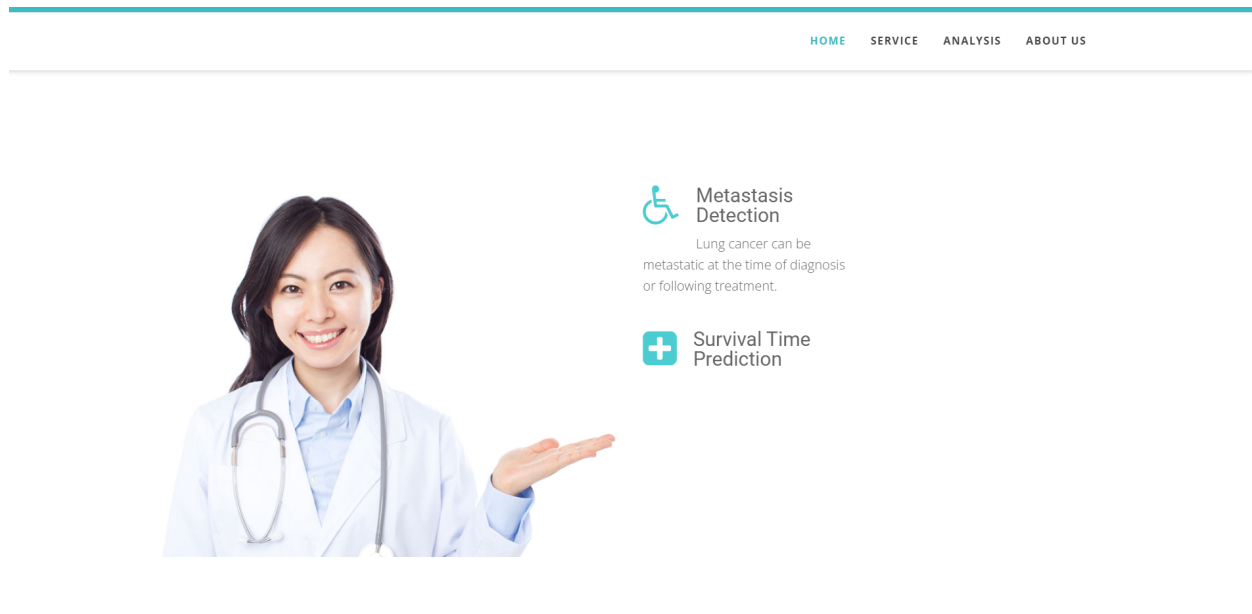 HOME SERVICE ANALYSIS ABOUT US
Metastasis
Detection
Lung cancer can be
metastatic at the time of diagnosis
or following treatment.
Survival Time
Prediction